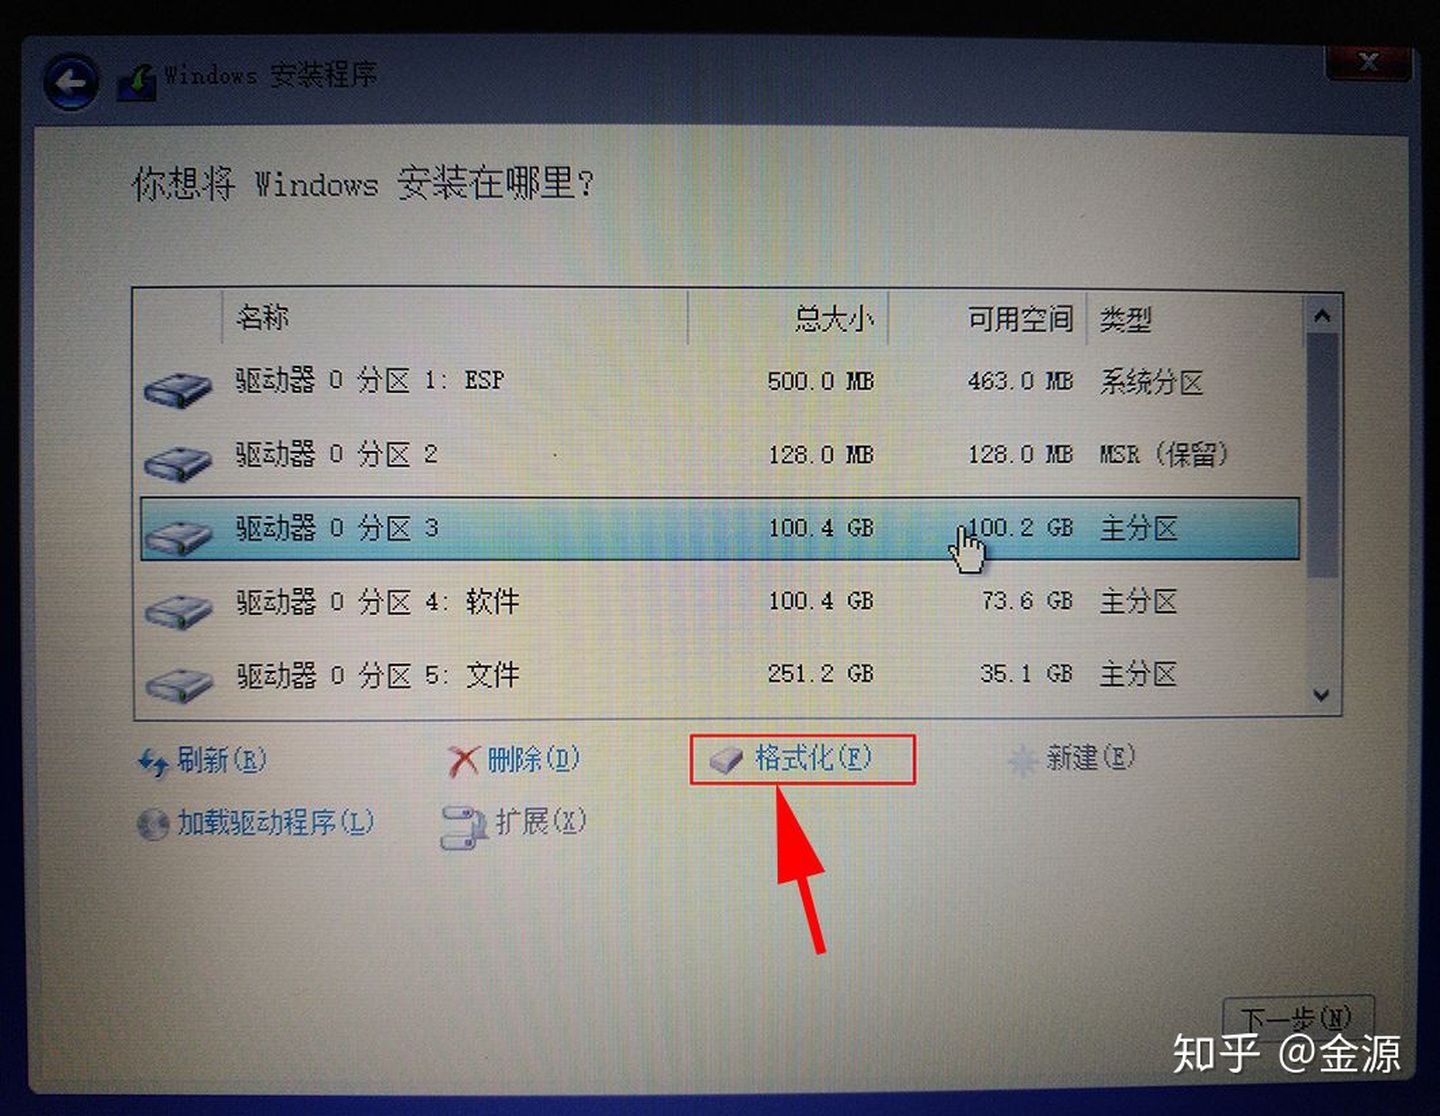 Windows 安装程序
你想将 Windows 安装在哪里?
名称 总大小 可用空间 类型
驱动器 0 分区 1: ESP 500.0 MB 463.0 MB 系统分区
驱动器 0 分区 2 128.0 MB 128.0 MB MSR (保留)
驱动器 0 分区 3 100.4 GB 100.2 GB 主分区
驱动器 0 分区 4: 软件 100.4 GB 73.6 GB 主分区
驱动器 0 分区 5: 文件 251.2 GB 35.1 GB 主分区
刷新(R) 删除(D) 格式化(F) 新建(E)
加载驱动程序(L) 扩展(X)
下一步(N)
知乎 @金源